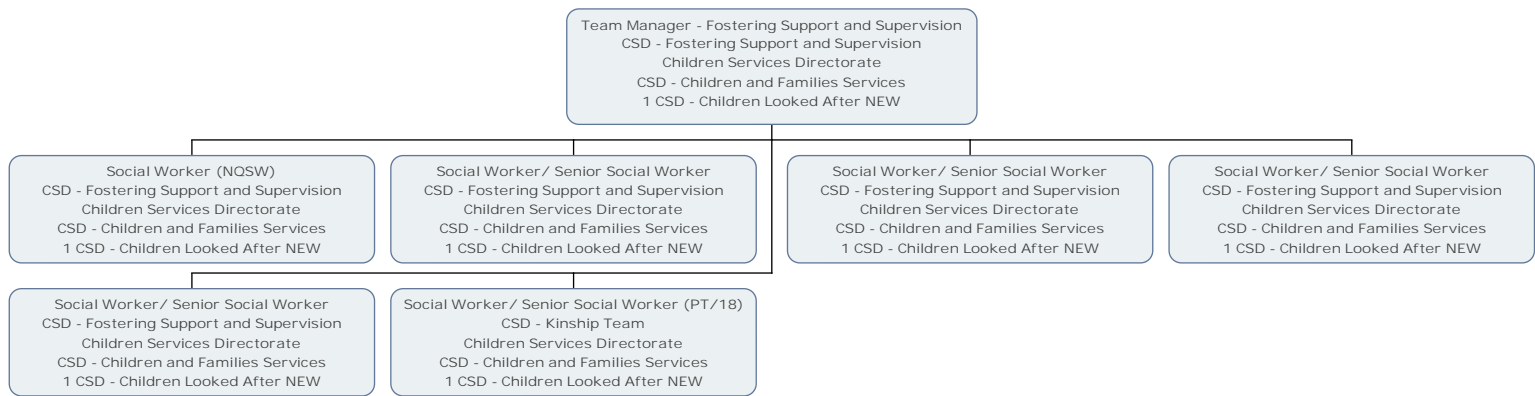 Team Manager - Fostering Support and Supervision
CSD - Fostering Support and Supervision
Children Services Directorate
CSD - Children and Families Services
1 CSD - Children Looked After NEW
Social Worker (NQSW)
CSD - Fostering Support and Supervision
Children Services Directorate
CSD - Children and Families Services
1 CSD - Children Looked After NEW
Social Worker/ Senior Social Worker
CSD - Fostering Support and Supervision
Children Services Directorate
CSD - Children and Families Services
1 CSD - Children Looked After NEW
Social Worker/ Senior Social Worker
CSD - Fostering Support and Supervision
Children Services Directorate
CSD - Children and Families Services
1 CSD - Children Looked After NEW
Social Worker/ Senior Social Worker
CSD - Fostering Support and Supervision
Children Services Directorate
CSD - Children and Families Services
1 CSD - Children Looked After NEW
Social Worker/ Senior Social Worker
CSD - Fostering Support and Supervision
Children Services Directorate
CSD - Children and Families Services
1 CSD - Children Looked After NEW
Social Worker/ Senior Social Worker (PT/18)
CSD - Kinship Team
Children Services Directorate
CSD - Children and Families Services
1 CSD - Children Looked After NEW